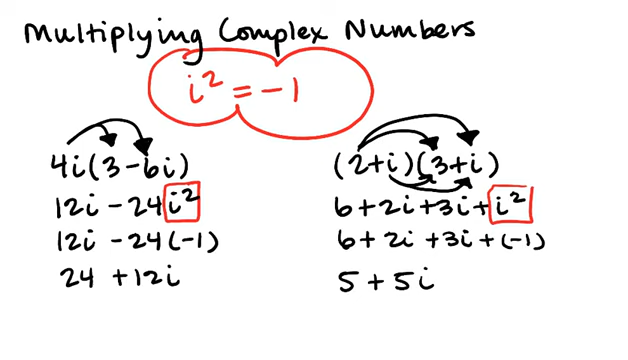 Multiplying Complex Numbers
i² = -1
4i(3-6i)
12i - 24i²
12i - 24(-1)
24 + 12i
(2+i)(3+i)
6+2i+3i+i²
6+2i+3i+(-1)
5+5i